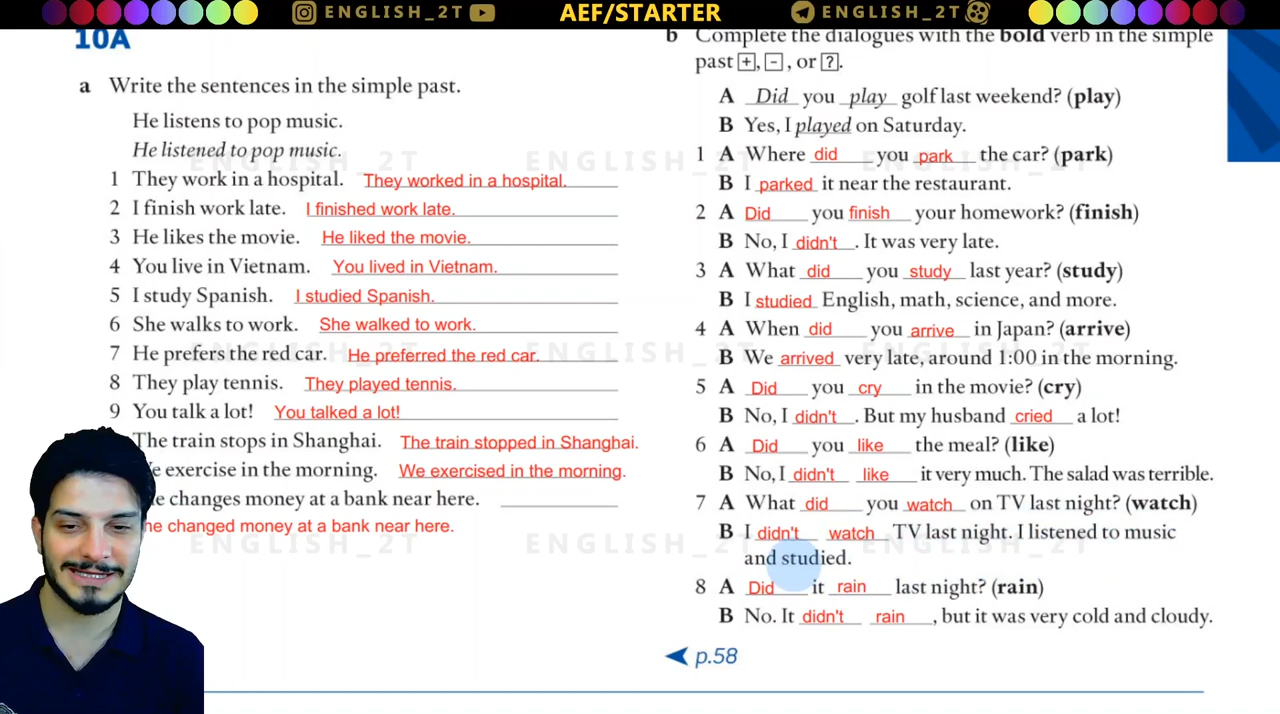 ENGLISH_2T
AEF/STARTER
ENGLISH_2T
10A
a Write the sentences in the simple past.
He listens to pop music.
He listened to pop music.
1 They work in a hospital. They worked in a hospital.
2 I finish work late. I finished work late.
3 He likes the movie. He liked the movie.
4 You live in Vietnam. You lived in Vietnam.
5 I study Spanish. I studied Spanish.
6 She walks to work. She walked to work.
7 He prefers the red car. He preferred the red car.
8 They play tennis. They played tennis.
9 You talk a lot! You talked a lot!
The train stops in Shanghai. The train stopped in Shanghai.
exercise in the morning. We exercised in the morning.
changes money at a bank near here.
changed money at a bank near here.
b Complete the dialogues with the bold verb in the simple
past +, -, or ?.
A Did you play golf last weekend? (play)
B Yes, I played on Saturday.
1 A Where did you park the car? (park)
B I parked it near the restaurant.
2 A Did you finish your homework? (finish)
B No, I didn't. It was very late.
3 A What did you study last year? (study)
B I studied English, math, science, and more.
4 A When did you arrive in Japan? (arrive)
B We arrived very late, around 1:00 in the morning.
5 A Did you cry in the movie? (cry)
B No, I didn't. But my husband cried a lot!
6 A Did you like the meal? (like)
B No, I didn't like it very much. The salad was terrible.
7 A What did you watch on TV last night? (watch)
B I didn't watch TV last night. I listened to music
and studied.
8 A Did it rain last night? (rain)
B No. It didn't rain, but it was very cold and cloudy.
p.58
ENGLISH_2T
ENGLISH_2T
ENGLISH_2T
ENGLISH_2T
ENGLISH_2T
ENGLISH_2T